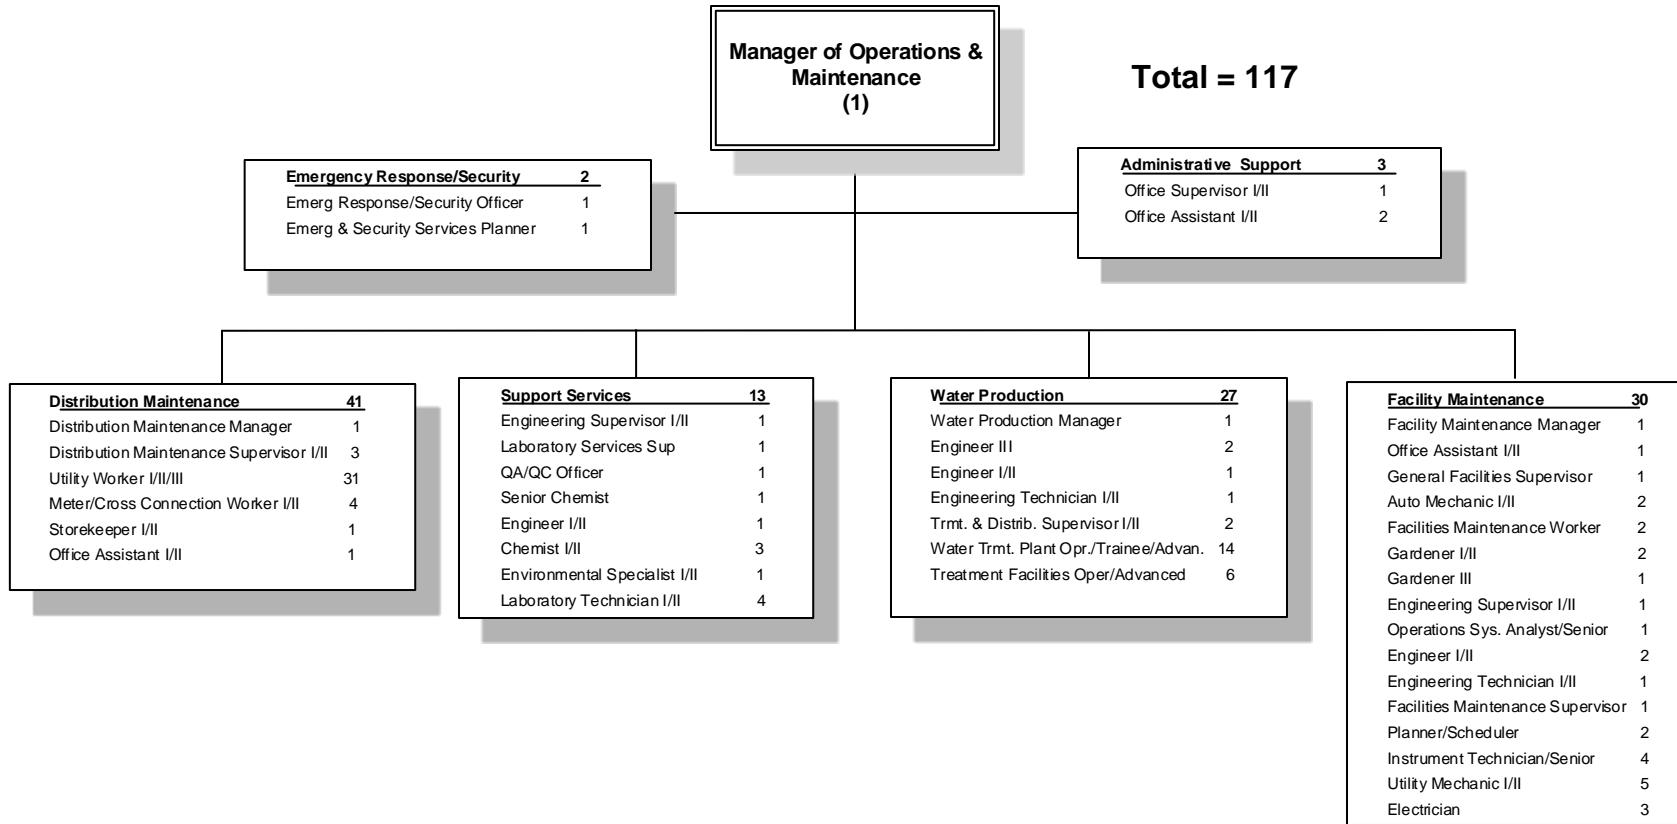 Manager of Operations &
Maintenance
(1)
Total = 117
Emergency Response/Security 2
Emerg Response/Security Officer 1
Emerg & Security Services Planner 1
Administrative Support 3
Office Supervisor I/II 1
Office Assistant I/II 2
Distribution Maintenance 41
Distribution Maintenance Manager 1
Distribution Maintenance Supervisor I/II 3
Utility Worker I/II/III 31
Meter/Cross Connection Worker I/II 4
Storekeeper I/II 1
Office Assistant I/II 1
Support Services 13
Engineering Supervisor I/II 1
Laboratory Services Sup 1
QA/QC Officer 1
Senior Chemist 1
Engineer I/II 1
Chemist I/II 3
Environmental Specialist I/II 1
Laboratory Technician I/II 4
Water Production 27
Water Production Manager 1
Engineer III 2
Engineer I/II 1
Engineering Technician I/II 1
Trmt. & Distrib. Supervisor I/II 2
Water Trmt. Plant Opr./Trainee/Advan. 14
Treatment Facilities Oper/Advanced 6
Facility Maintenance 30
Facility Maintenance Manager 1
Office Assistant I/II 1
General Facilities Supervisor 1
Auto Mechanic I/II 2
Facilities Maintenance Worker 2
Gardener I/II 2
Gardener III 1
Engineering Supervisor I/II 1
Operations Sys. Analyst/Senior 1
Engineer I/II 2
Engineering Technician I/II 1
Facilities Maintenance Supervisor 1
Planner/Scheduler 2
Instrument Technician/Senior 4
Utility Mechanic I/II 5
Electrician 3